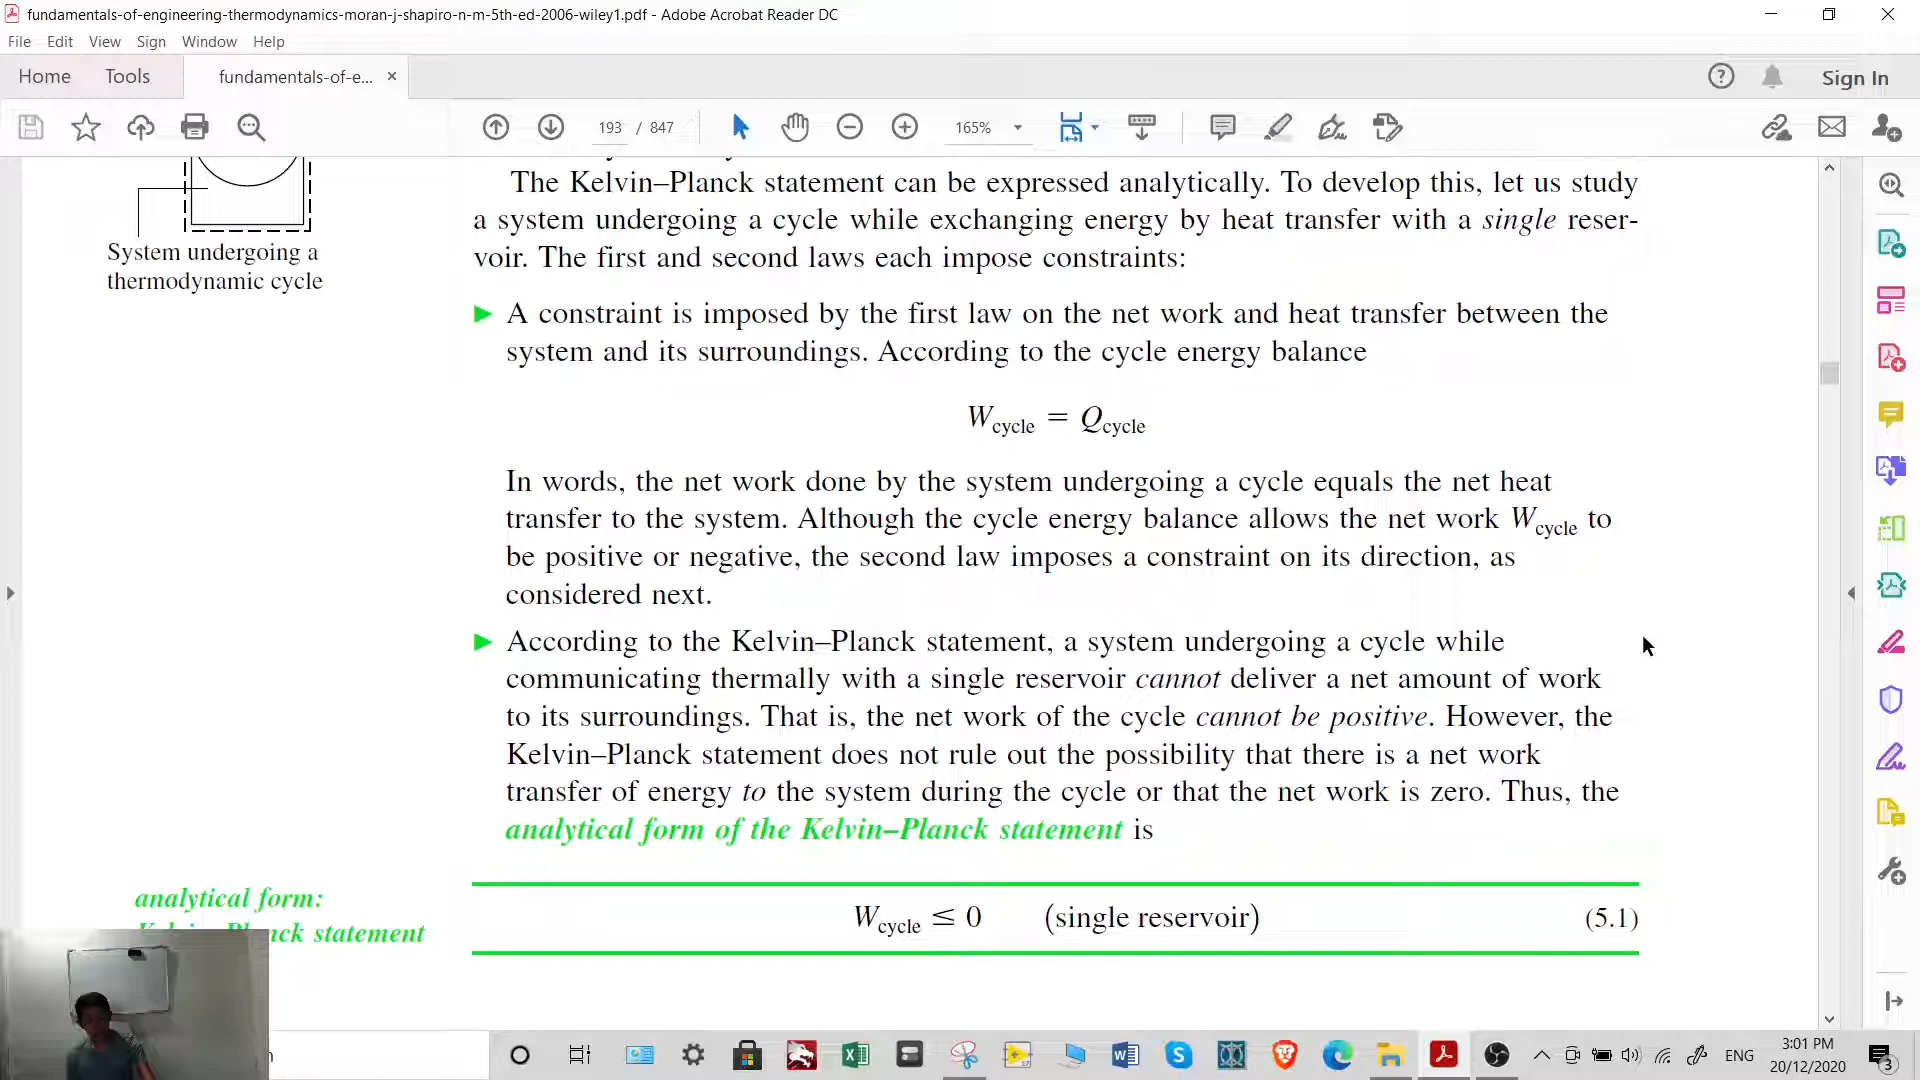 fundamentals-of-engineering-thermodynamics-moran-j-shapiro-n-m-5th-ed-2006-wiley1.pdf - Adobe Acrobat Reader DC
File Edit View Sign Window Help
Home Tools fundamentals-of-e... × Sign In
193 / 847 165%
The Kelvin–Planck statement can be expressed analytically. To develop this, let us study
a system undergoing a cycle while exchanging energy by heat transfer with a single reser-
voir. The first and second laws each impose constraints:
System undergoing a
thermodynamic cycle
► A constraint is imposed by the first law on the net work and heat transfer between the
system and its surroundings. According to the cycle energy balance
Wcycle = Qcycle
In words, the net work done by the system undergoing a cycle equals the net heat
transfer to the system. Although the cycle energy balance allows the net work Wcycle to
be positive or negative, the second law imposes a constraint on its direction, as
considered next.
► According to the Kelvin–Planck statement, a system undergoing a cycle while
communicating thermally with a single reservoir cannot deliver a net amount of work
to its surroundings. That is, the net work of the cycle cannot be positive. However, the
Kelvin–Planck statement does not rule out the possibility that there is a net work
transfer of energy to the system during the cycle or that the net work is zero. Thus, the
analytical form of the Kelvin–Planck statement is
analytical form:
statement
Wcycle ≤ 0 (single reservoir) (5.1)
ENG
3:01 PM
20/12/2020
3